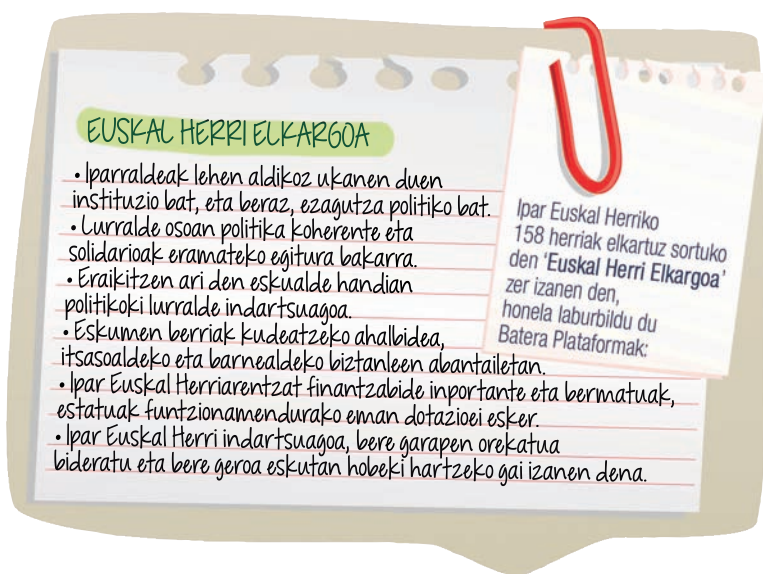 EUSKAL HERRI ELKARGOA
• Iparraldeak lehen aldikoz ukanen duen
instituzio bat, eta beraz, ezagutza politiko bat.
• Lurralde osoan politika koherente eta
solidarioak eramateko egitura bakarra.
• Eraikitzen ari den eskualde handian
politikoki lurralde indartsuagoa.
• Eskumen berriak kudeatzeko ahalbidea,
itsasoaldeko eta barnealdeko biztanleen abantailetan.
• Ipar Euskal Herriarentzat finantzabide inportante eta bermatuak,
estatuak funtzionamendurako eman dotazioei esker.
• Ipar Euskal Herri indartsuagoa, bere garapen orekatua
bideratu eta bere geroa eskutan hobeki hartzeko gai izanen dena.
Ipar Euskal Herriko
158 herriak elkartuz sortuko
den ‘Euskal Herri Elkargoa’
zer izanen den,
honela laburbildu du
Batera Plataformak: